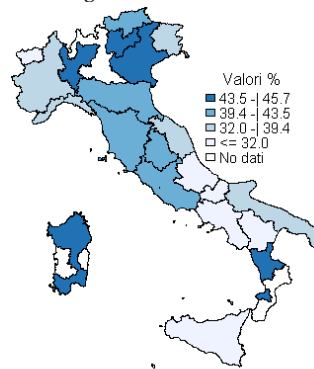 Valori %
43.5 -| 45.7
39.4 -| 43.5
32.0 -| 39.4
<= 32.0
No dati